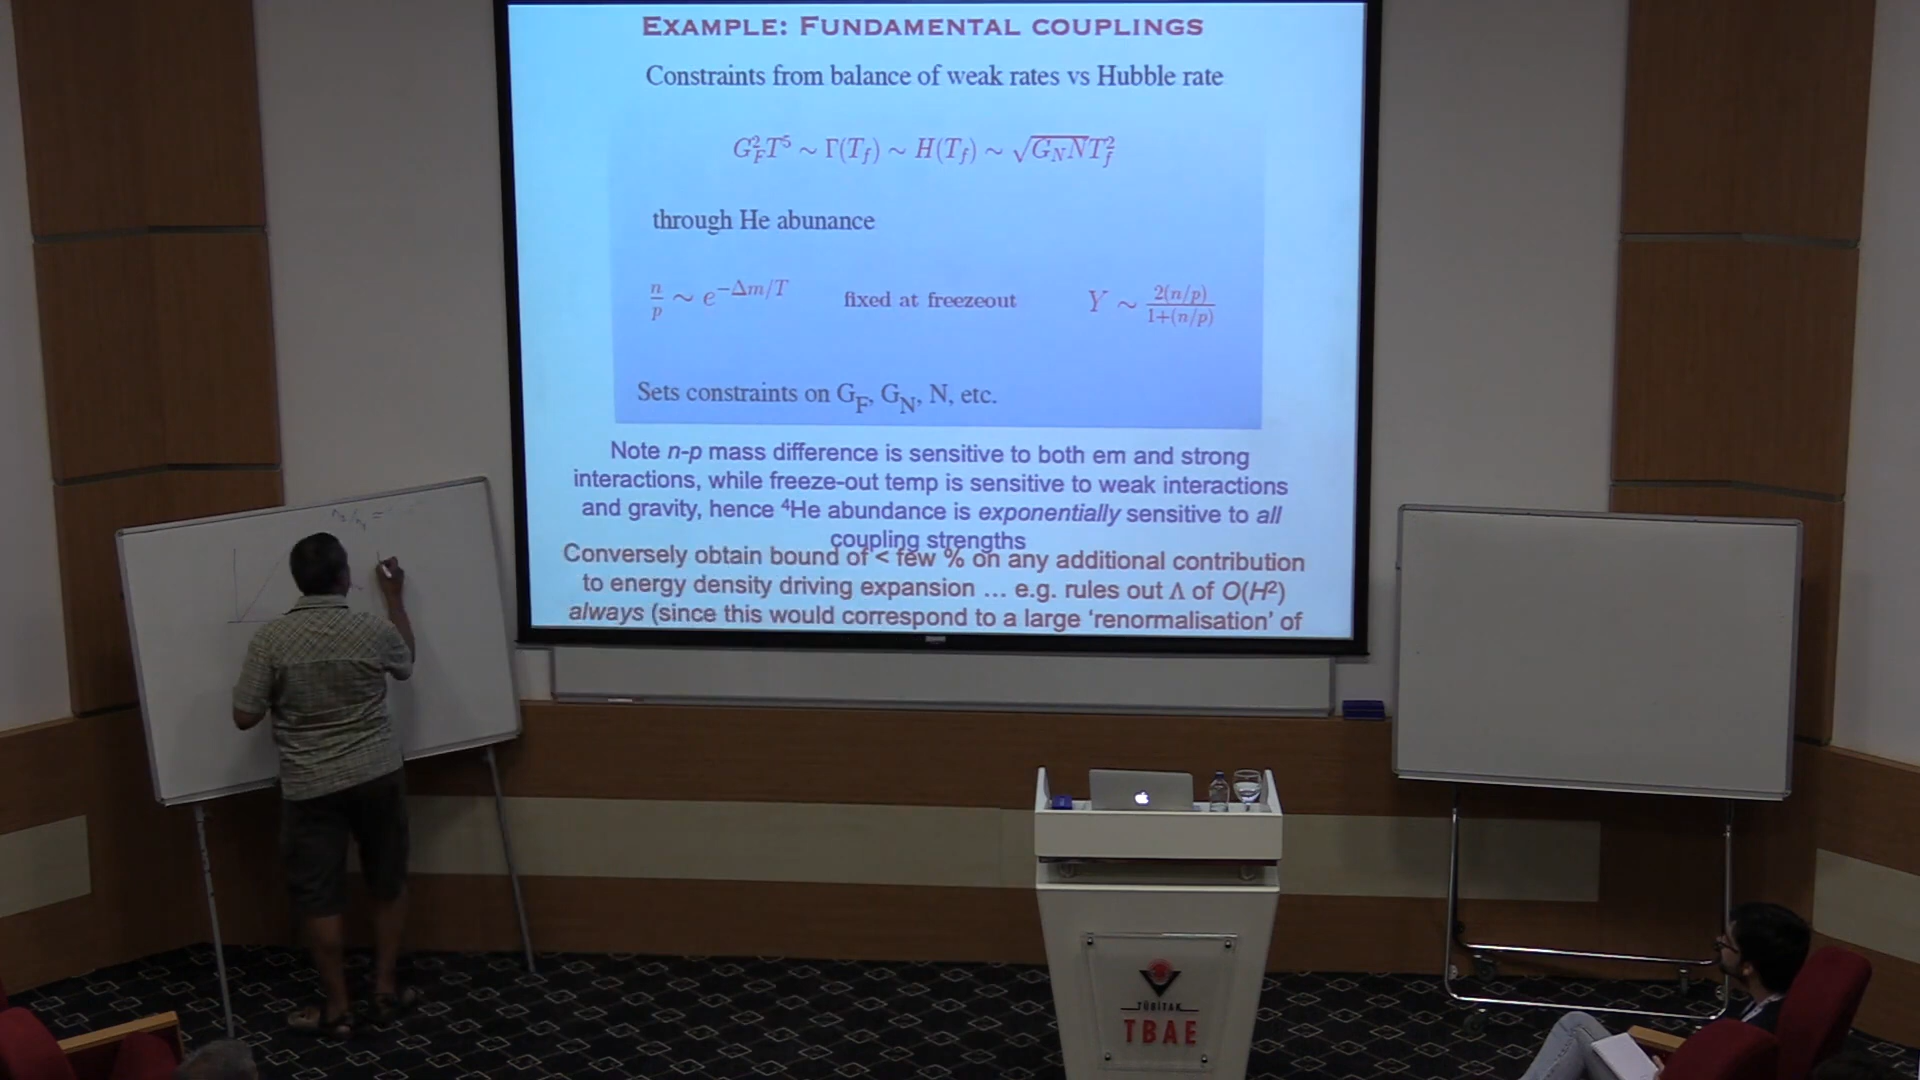 EXAMPLE: FUNDAMENTAL COUPLINGS
Constraints from balance of weak rates vs Hubble rate
G_F^2T^5 ~ Γ(T_f) ~ H(T_f) ~ √(G_N N)T_f^2
through He abunance
n/p ~ e^{-Δm/T} fixed at freezeout Y ~ 2(n/p)/1+(n/p)
Sets constraints on G_F, G_N, N, etc.
Note n-p mass difference is sensitive to both em and strong
interactions, while freeze-out temp is sensitive to weak interactions
and gravity, hence ⁴He abundance is exponentially sensitive to all
coupling strengths
Conversely obtain bound of < few % on any additional contribution
to energy density driving expansion … e.g. rules out Λ of O(H²)
always (since this would correspond to a large ‘renormalisation’ of
TÜBİTAK
TBAE